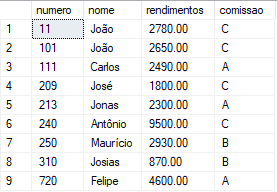 numero nome rendimentos comissao
1 11 João 2780.00 C
2 101 João 2650.00 C
3 111 Carlos 2490.00 A
4 209 José 1800.00 C
5 213 Jonas 2300.00 A
6 240 Antônio 9500.00 C
7 250 Maurício 2930.00 B
8 310 Josias 870.00 B
9 720 Felipe 4600.00 A